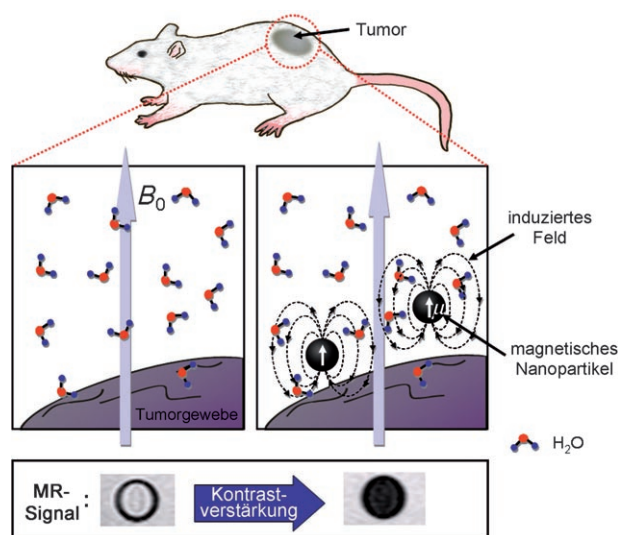 Tumor
B0
Tumorgewebe
induziertes
Feld
μ
magnetisches
Nanopartikel
H2O
MR-
Signal :
Kontrast-
verstärkung